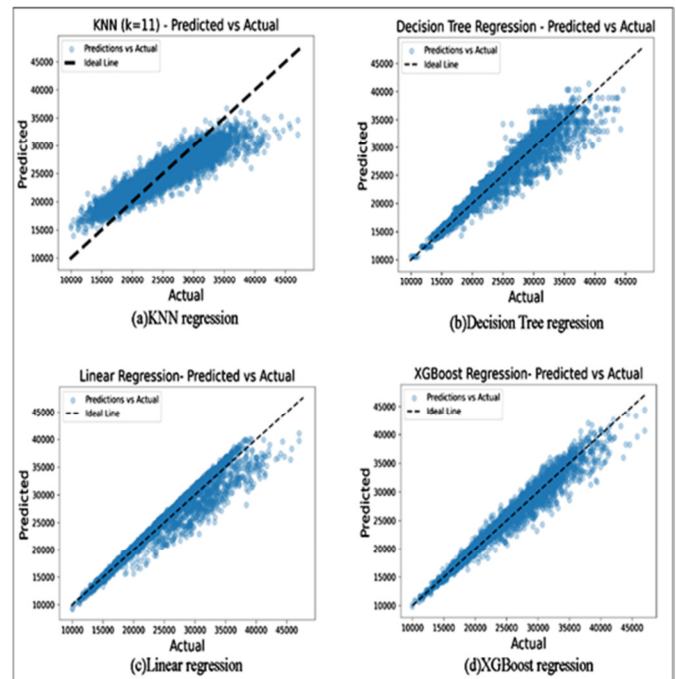 KNN (k=11) - Predicted vs Actual
Predictions vs Actual
Ideal Line
45000
40000
35000
30000
25000
20000
15000
10000
Predicted
10000 15000 20000 25000 30000 35000 40000 45000
Actual
(a)KNN regression
Decision Tree Regression - Predicted vs Actual
Predictions vs Actual
Ideal Line
45000
40000
35000
30000
25000
20000
15000
10000
Predicted
10000 15000 20000 25000 30000 35000 40000 45000
Actual
(b)Decision Tree regression
Linear Regression- Predicted vs Actual
Predictions vs Actual
Ideal Line
45000
40000
35000
30000
25000
20000
15000
10000
Predicted
10000 15000 20000 25000 30000 35000 40000 45000
Actual
(c)Linear regression
XGBoost Regression- Predicted vs Actual
Predictions vs Actual
Ideal Line
45000
40000
35000
30000
25000
20000
15000
10000
Predicted
10000 15000 20000 25000 30000 35000 40000 45000
Actual
(d)XGBoost regression